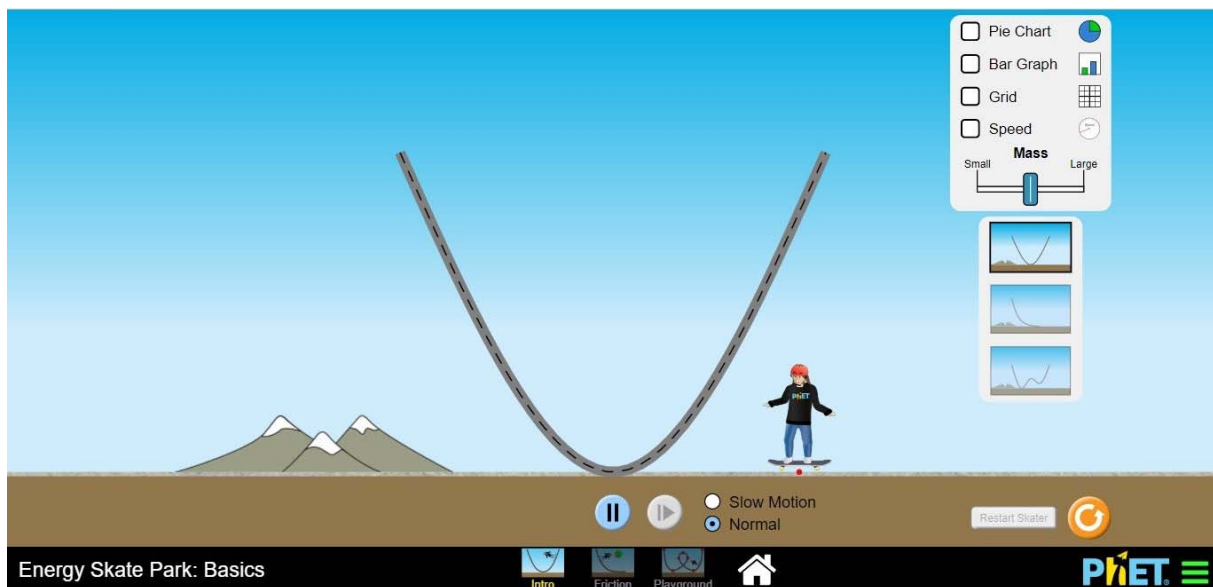 Pie Chart
Bar Graph
Grid
Speed
Mass
Small
Large
PhET
Slow Motion
Normal
Restart Skater
Energy Skate Park: Basics
Intro
Friction
Playground
PhET